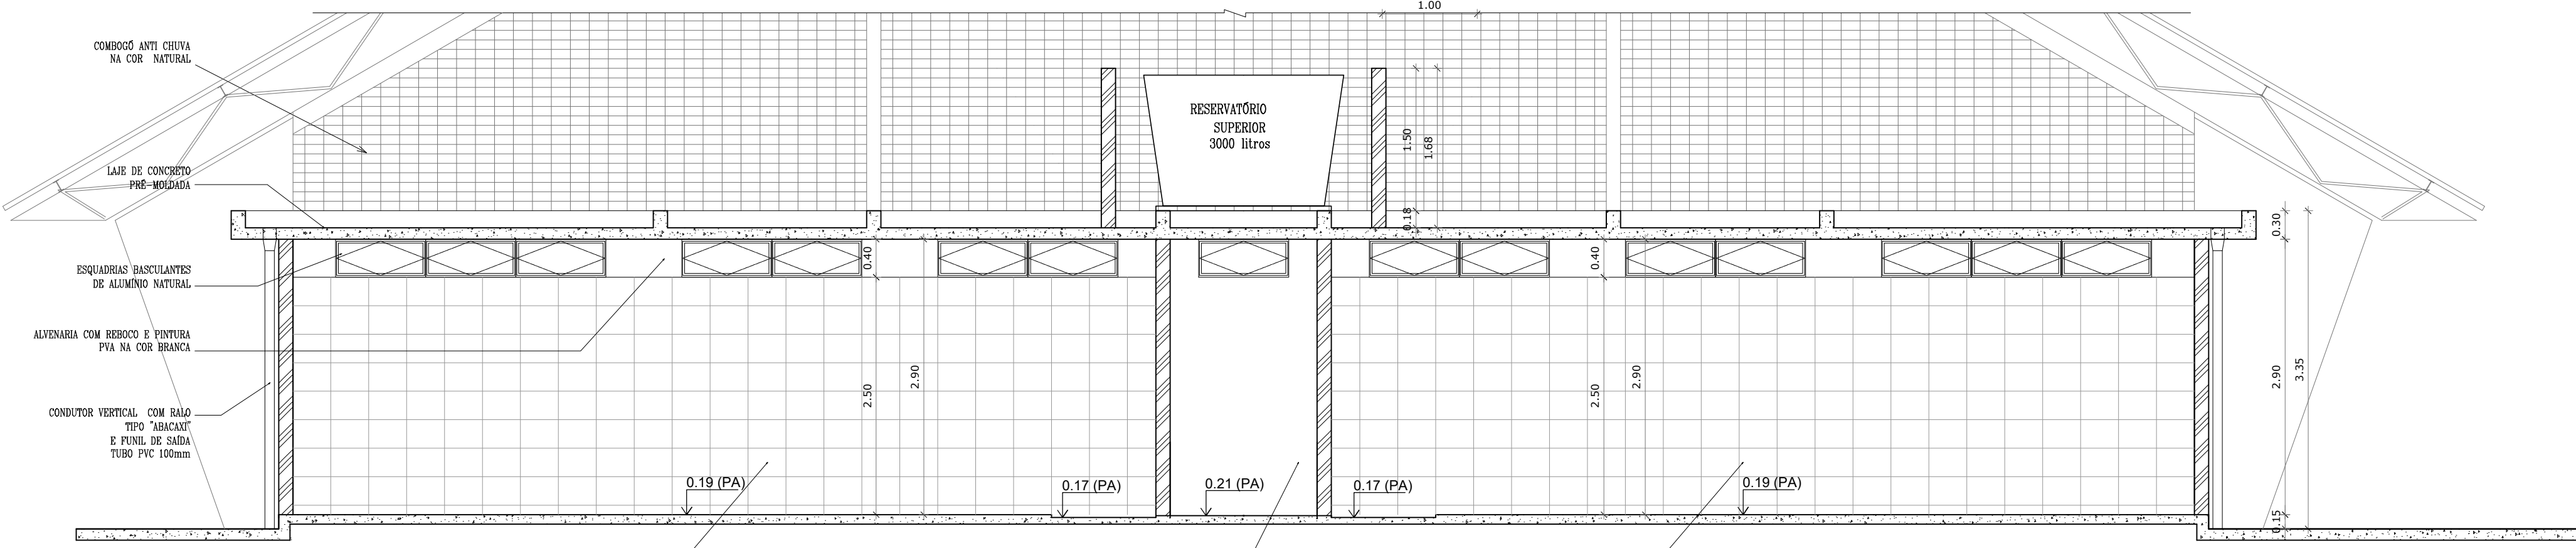 1.00
COMBOGÓ ANTI CHUVA
NA COR NATURAL
RESERVATÓRIO
SUPERIOR
3000 litros
1.50
1.68
LAJE DE CONCRETO
PRÉ-MOLDADA
0.18
0.30
ESQUADRIAS BASCULANTES
DE ALUMÍNIO NATURAL
0.40
0.40
ALVENARIA COM REBOCO E PINTURA
PVA NA COR BRANCA
2.50
2.90
2.50
2.90
2.90
3.35
CONDUTOR VERTICAL COM RALO
TIPO "ABACAXI"
E FUNIL DE SAÍDA
TUBO PVC 100mm
0.19 (PA)
0.17 (PA)
0.21 (PA)
0.17 (PA)
0.19 (PA)
0.15